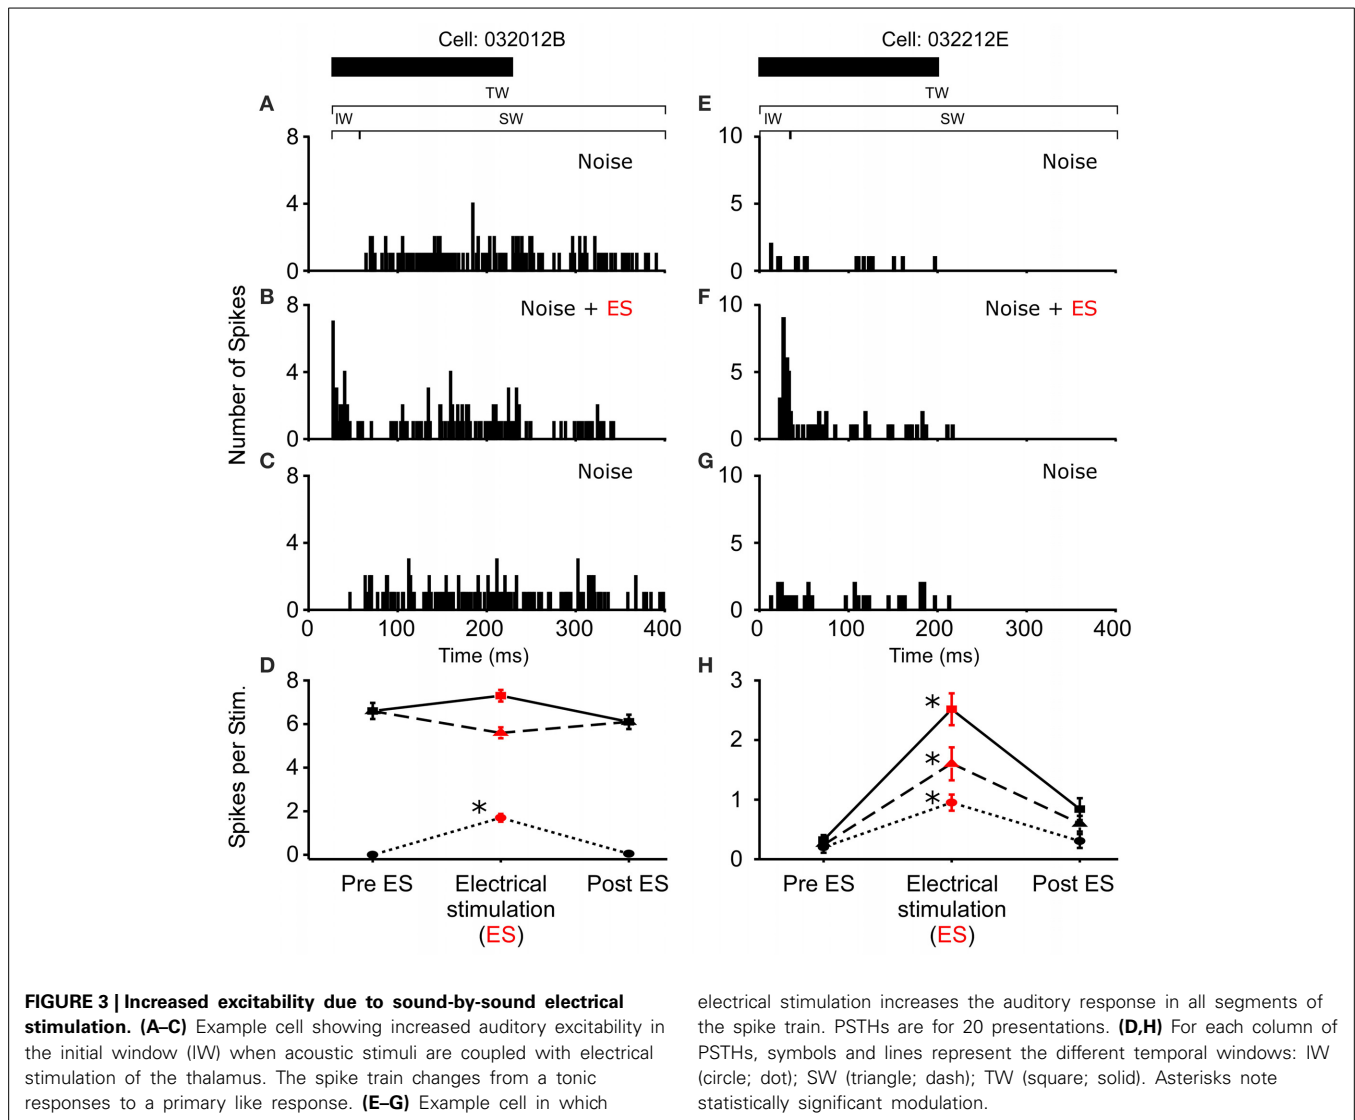 Cell: 032012B
TW
A
IW SW
8
Noise
4
0
B
8
Noise + ES
4
0
Number of Spikes
C
8
Noise
4
0
0 100 200 300 400
Time (ms)
D
8
6
4
2
0
Spikes per Stim.
*
Pre ES Electrical Post ES
stimulation
(ES)
Cell: 032212E
TW
E
IW SW
10
Noise
5
0
F
10
Noise + ES
5
0
G
10
Noise
5
0
0 100 200 300 400
Time (ms)
H
3
2
1
0
*
*
*
Pre ES Electrical Post ES
stimulation
(ES)
FIGURE 3 | Increased excitability due to sound-by-sound electrical
stimulation. (A–C) Example cell showing increased auditory excitability in
the initial window (IW) when acoustic stimuli are coupled with electrical
stimulation of the thalamus. The spike train changes from a tonic
responses to a primary like response. (E–G) Example cell in which
electrical stimulation increases the auditory response in all segments of
the spike train. PSTHs are for 20 presentations. (D,H) For each column of
PSTHs, symbols and lines represent the different temporal windows: IW
(circle; dot); SW (triangle; dash); TW (square; solid). Asterisks note
statistically significant modulation.